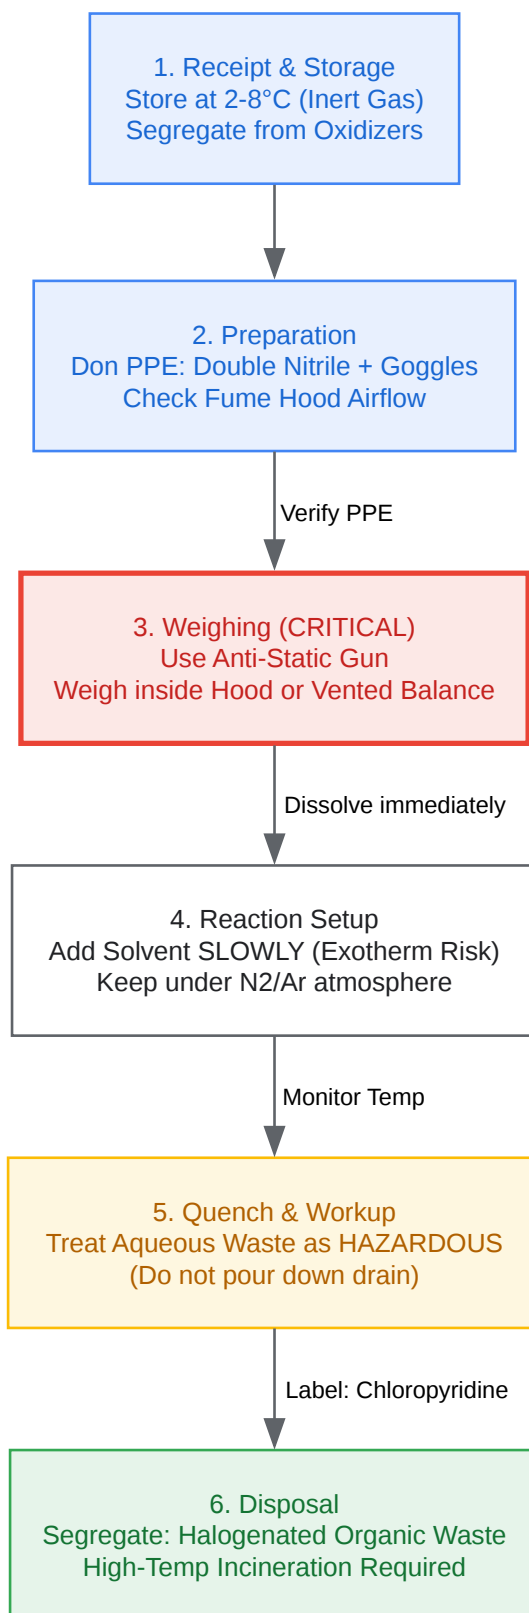 1. Receipt & Storage
Store at 2-8°C (Inert Gas)
Segregate from Oxidizers
2. Preparation
Don PPE: Double Nitrile + Goggles
Check Fume Hood Airflow
Verify PPE
3. Weighing (CRITICAL)
Use Anti-Static Gun
Weigh inside Hood or Vented Balance
Dissolve immediately
4. Reaction Setup
Add Solvent SLOWLY (Exotherm Risk)
Keep under N2/Ar atmosphere
Monitor Temp
5. Quench & Workup
Treat Aqueous Waste as HAZARDOUS
(Do not pour down drain)
Label: Chloropyridine
6. Disposal
Segregate: Halogenated Organic Waste
High-Temp Incineration Required